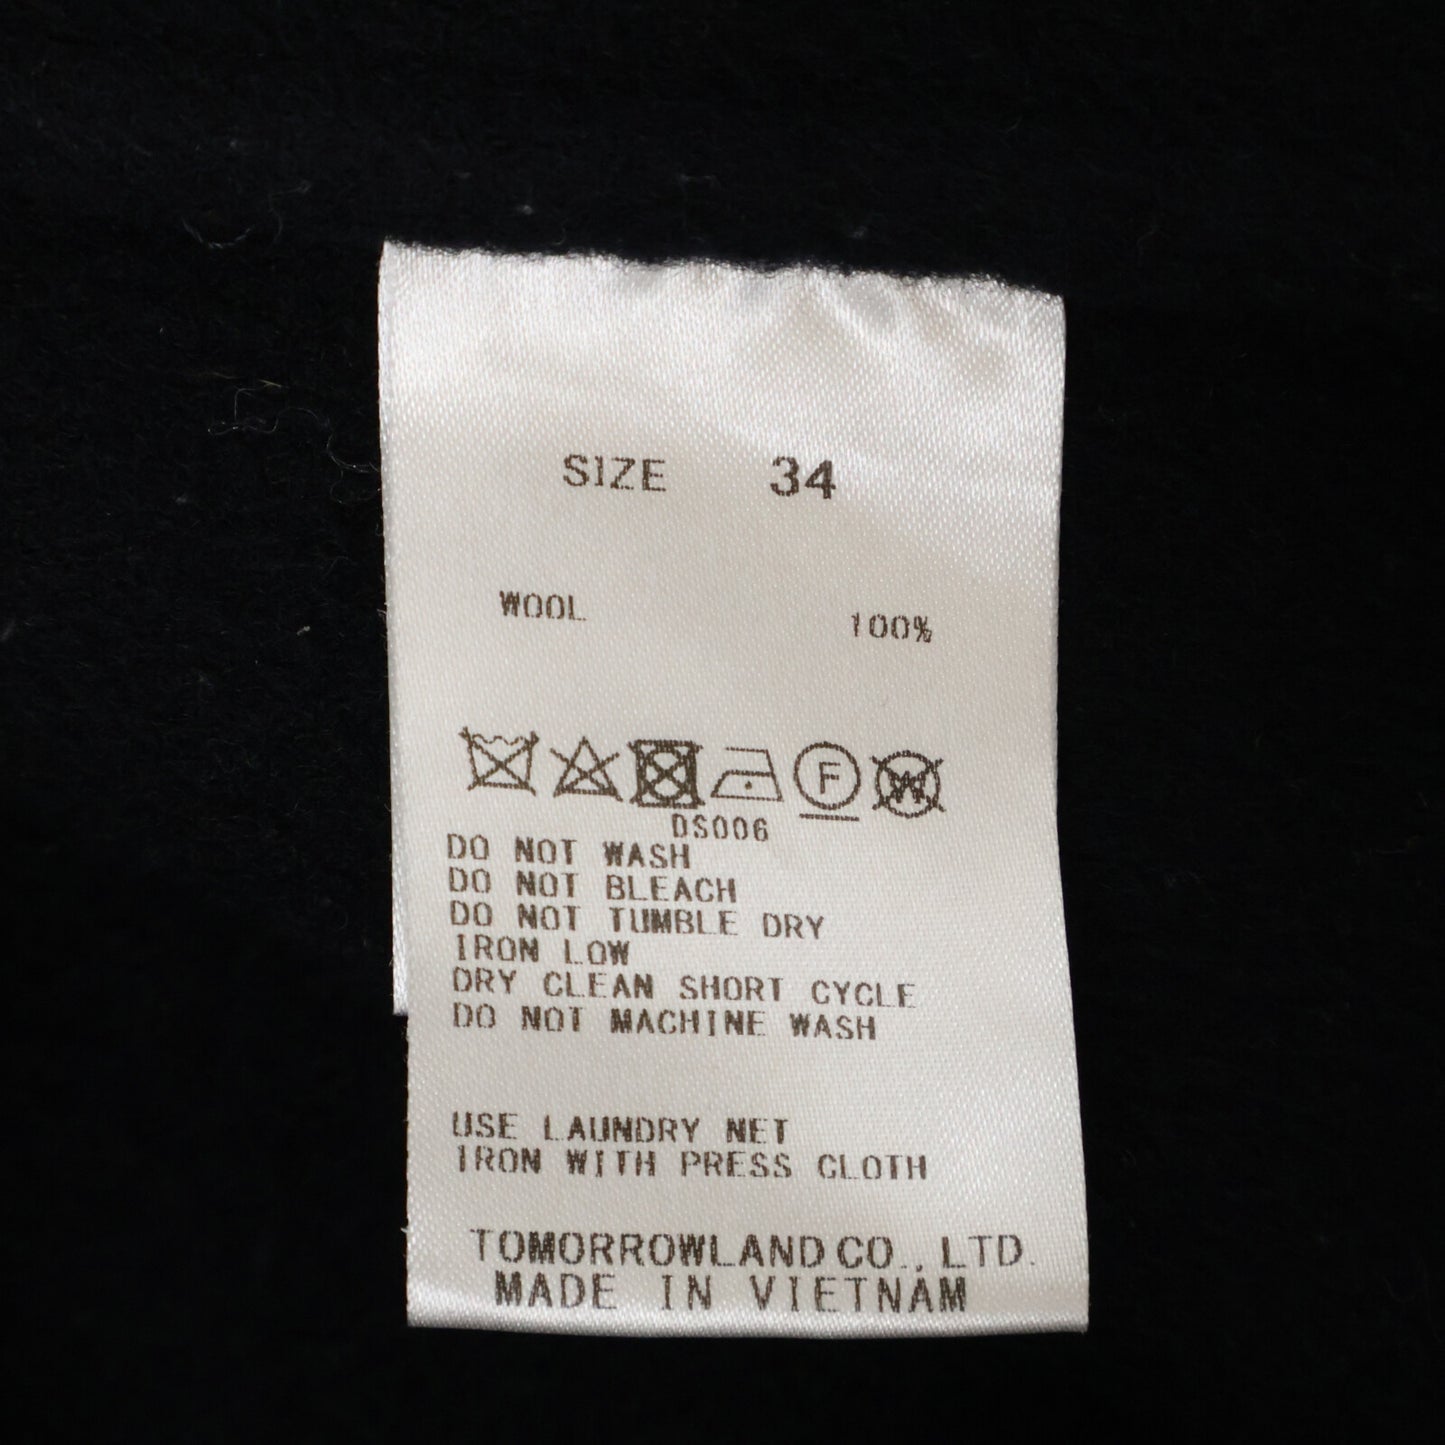 SIZE 34
WOOL 100%
F W
DS006
DO NOT WASH
DO NOT BLEACH
DO NOT TUMBLE DRY
IRON LOW
DRY CLEAN SHORT CYCLE
DO NOT MACHINE WASH
USE LAUNDRY NET
IRON WITH PRESS CLOTH
TOMORROWLAND CO., LTD.
MADE IN VIETNAM